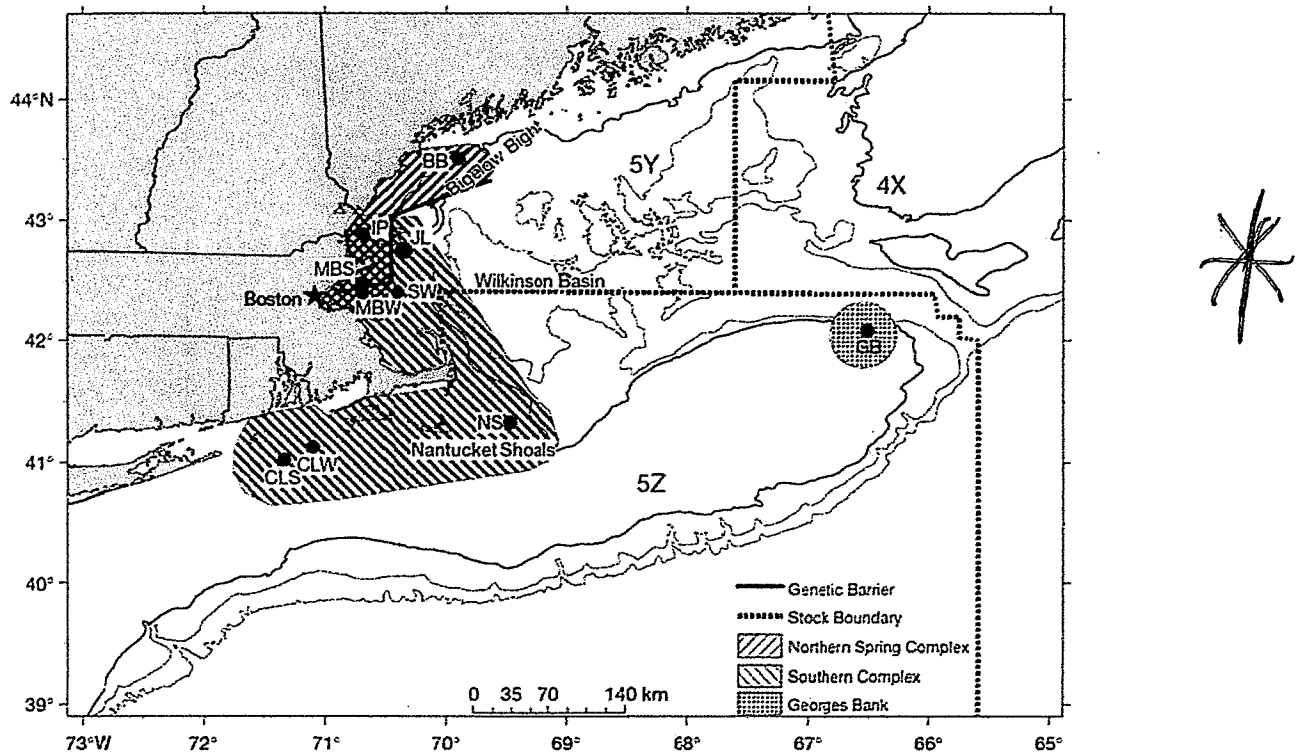 44°N
43°
42°
41°
40°
39°
73°W
72°
71°
70°
69°
68°
67°
66°
65°
BB
Bigelow Bight
5Y
4X
IP
JL
MBS
Boston
MBW
SW
Wilkinson Basin
GB
NS
Nantucket Shoals
CLW
CLS
5Z
Genetic Barrier
Stock Boundary
Northern Spring Complex
Southern Complex
Georges Bank
0 35 70 140 km